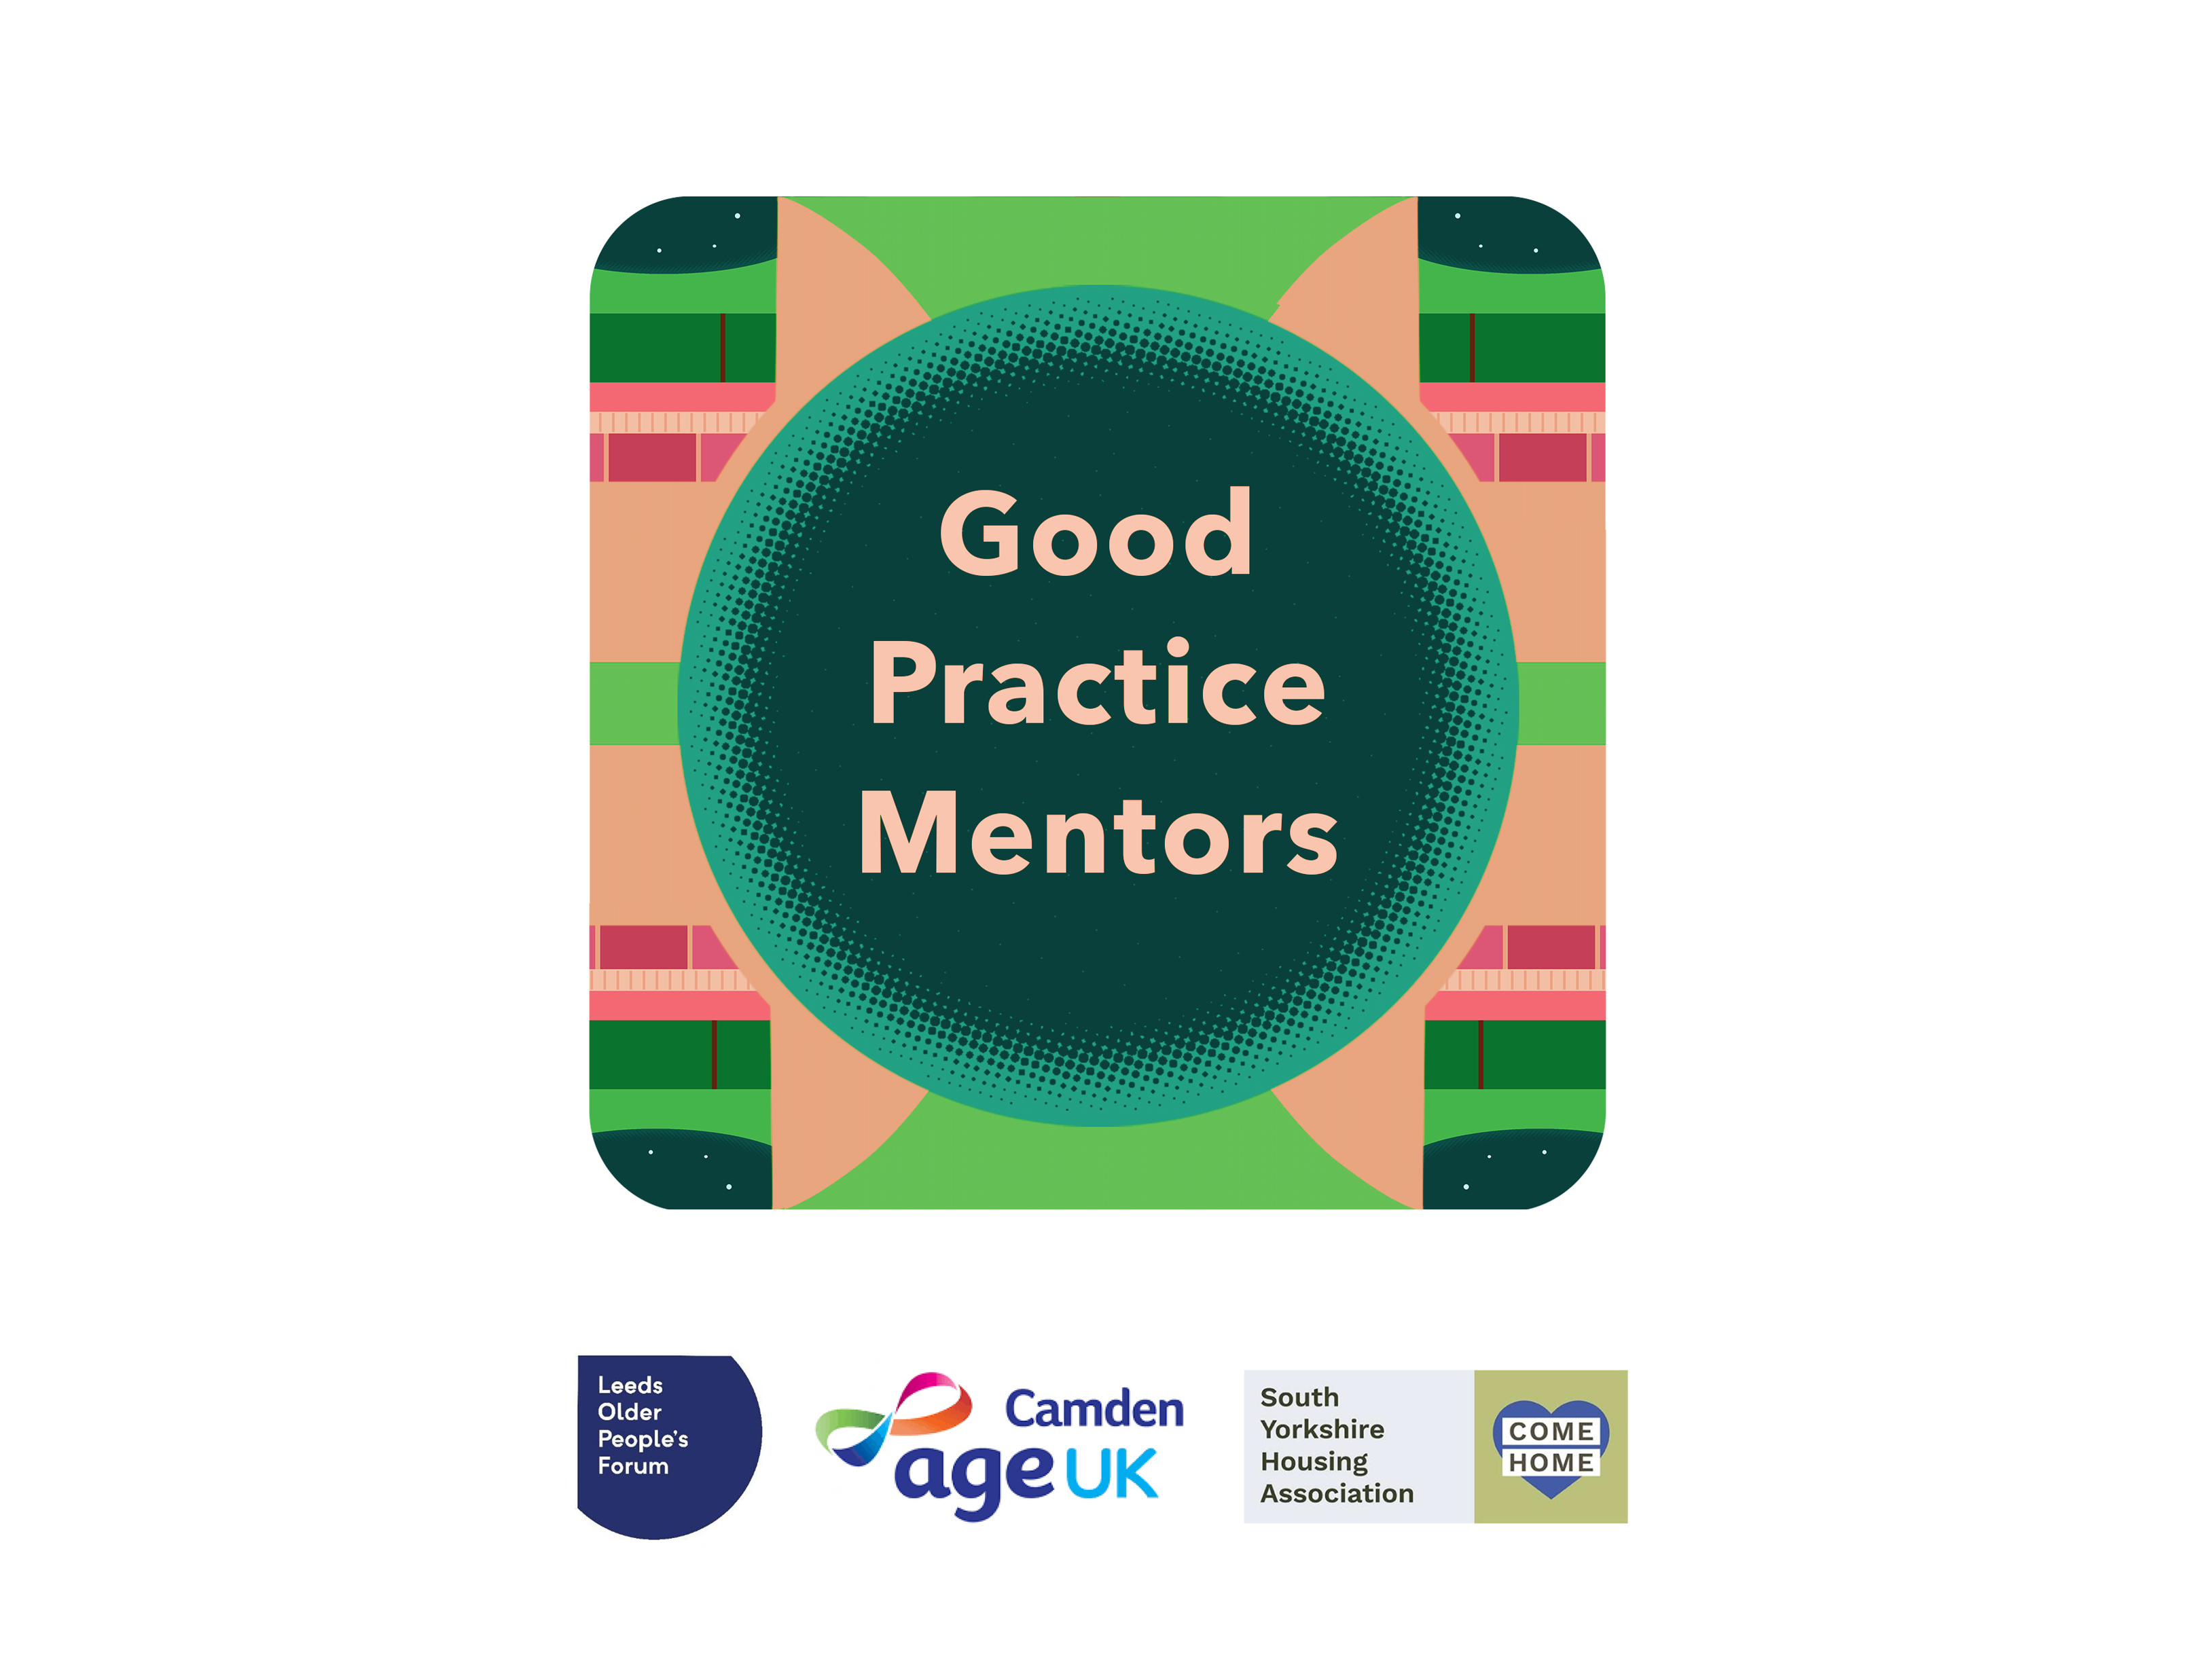 Good
Practice
Mentors
Leeds
Older
People's
Forum
Camden
age UK
South
Yorkshire
Housing
Association
COME
HOME